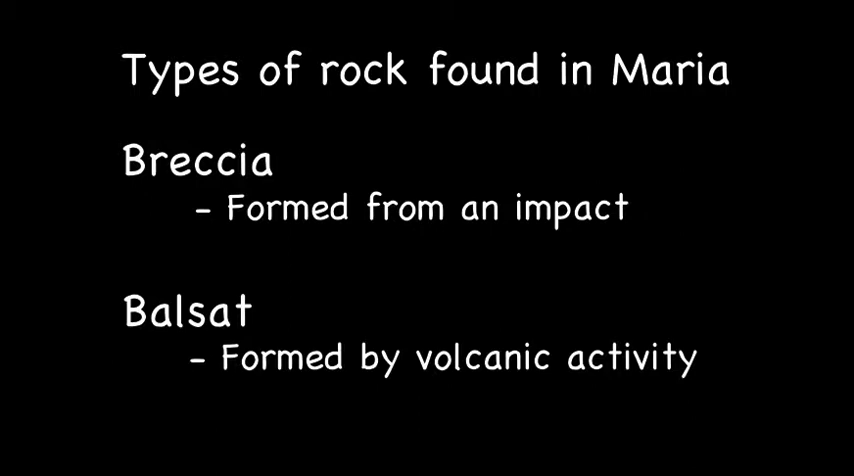 Types of rock found in Maria
Breccia
- Formed from an impact
Balsat
- Formed by volcanic activity